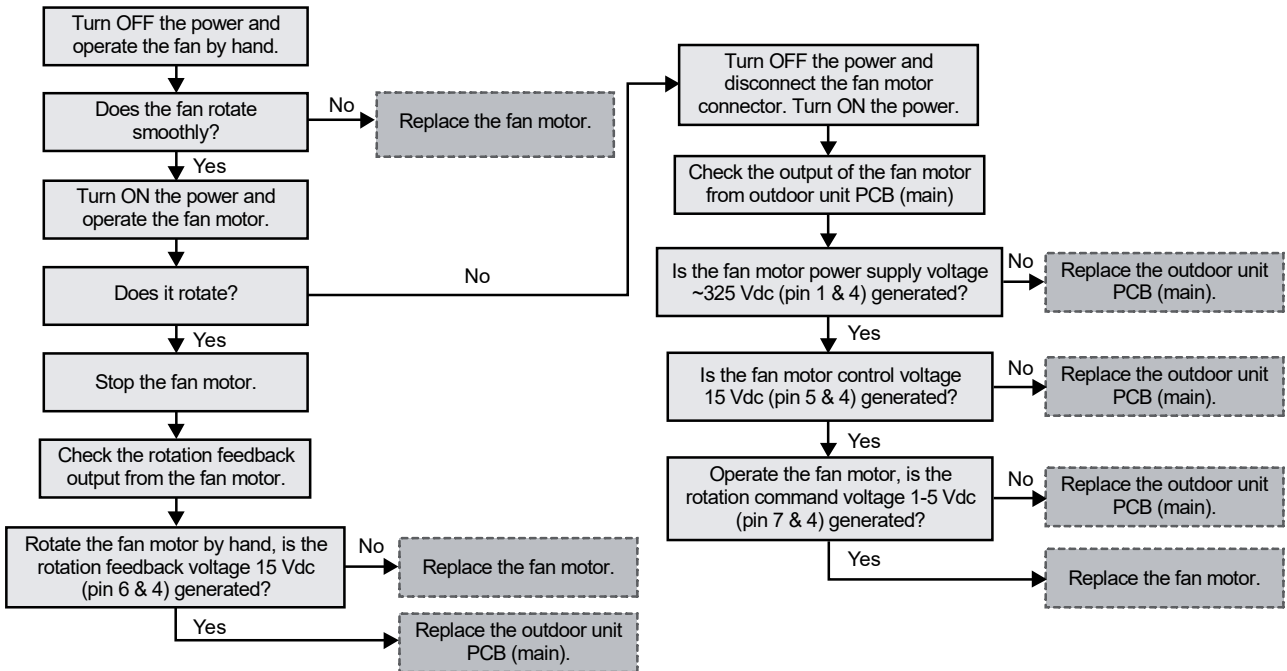 Turn OFF the power and
operate the fan by hand.
Does the fan rotate
smoothly?
No
Replace the fan motor.
Yes
Turn ON the power and
operate the fan motor.
Does it rotate?
No
Yes
Stop the fan motor.
Check the rotation feedback
output from the fan motor.
Rotate the fan motor by hand, is the
rotation feedback voltage 15 Vdc
(pin 6 & 4) generated?
No
Replace the fan motor.
Yes
Replace the outdoor unit
PCB (main).
Turn OFF the power and
disconnect the fan motor
connector. Turn ON the power.
Check the output of the fan motor
from outdoor unit PCB (main)
Is the fan motor power supply voltage
~325 Vdc (pin 1 & 4) generated?
No
Replace the outdoor unit
PCB (main).
Yes
Is the fan motor control voltage
15 Vdc (pin 5 & 4) generated?
No
Replace the outdoor unit
PCB (main).
Yes
Operate the fan motor, is the
rotation command voltage 1-5 Vdc
(pin 7 & 4) generated?
No
Replace the outdoor unit
PCB (main).
Yes
Replace the fan motor.